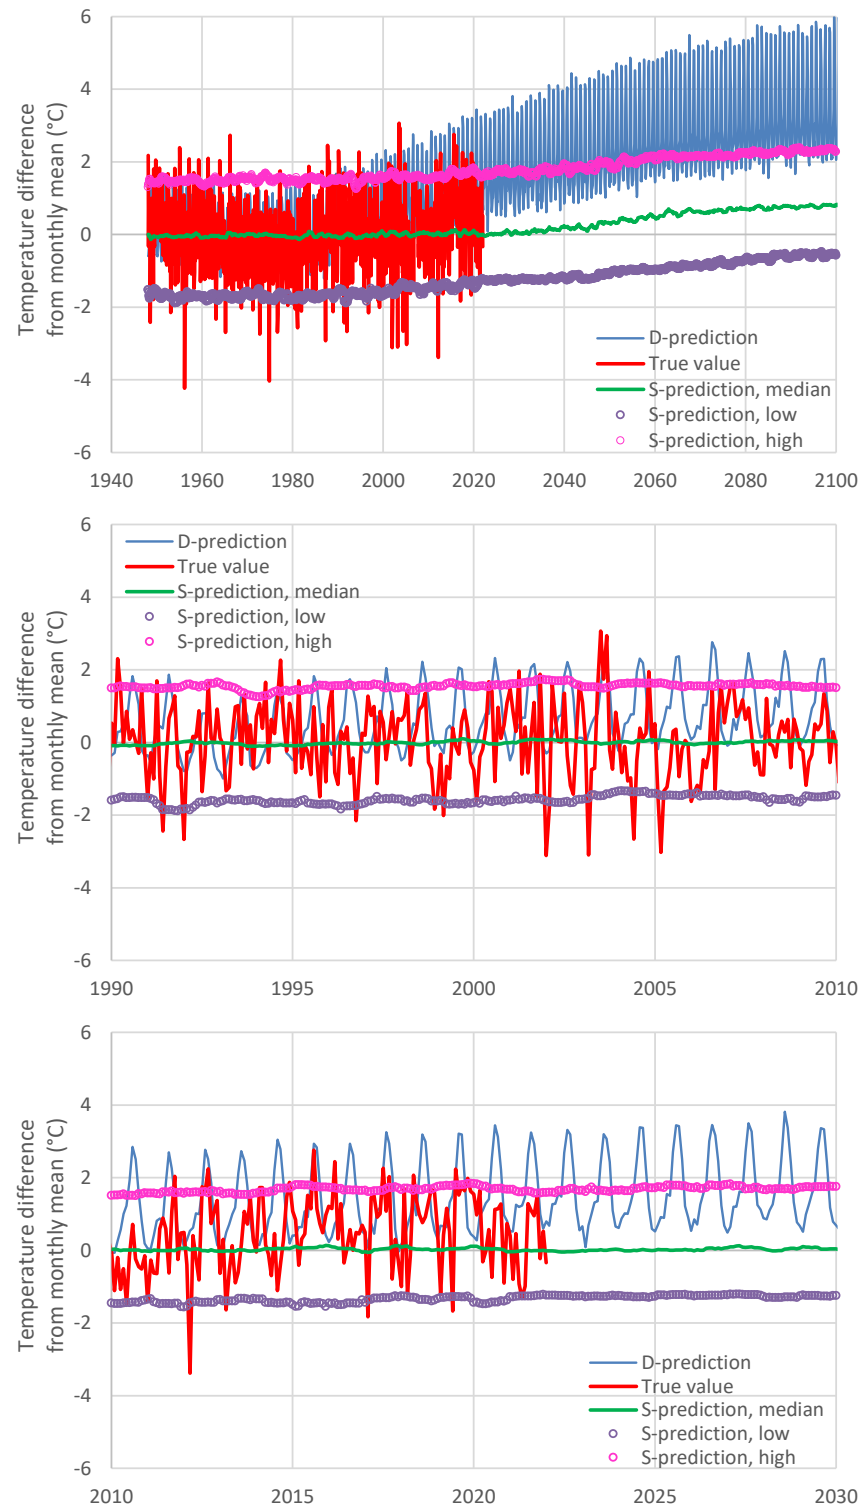 6
4
2
0
-2
-4
-6
Temperature difference
from monthly mean (°C)
D-prediction
True value
S-prediction, median
S-prediction, low
S-prediction, high
1940 1960 1980 2000 2020 2040 2060 2080 2100
6
4
2
0
-2
-4
-6
Temperature difference
from monthly mean (°C)
D-prediction
True value
S-prediction, median
S-prediction, low
S-prediction, high
1990 1995 2000 2005 2010
6
4
2
0
-2
-4
-6
Temperature difference
from monthly mean (°C)
D-prediction
True value
S-prediction, median
S-prediction, low
S-prediction, high
2010 2015 2020 2025 2030